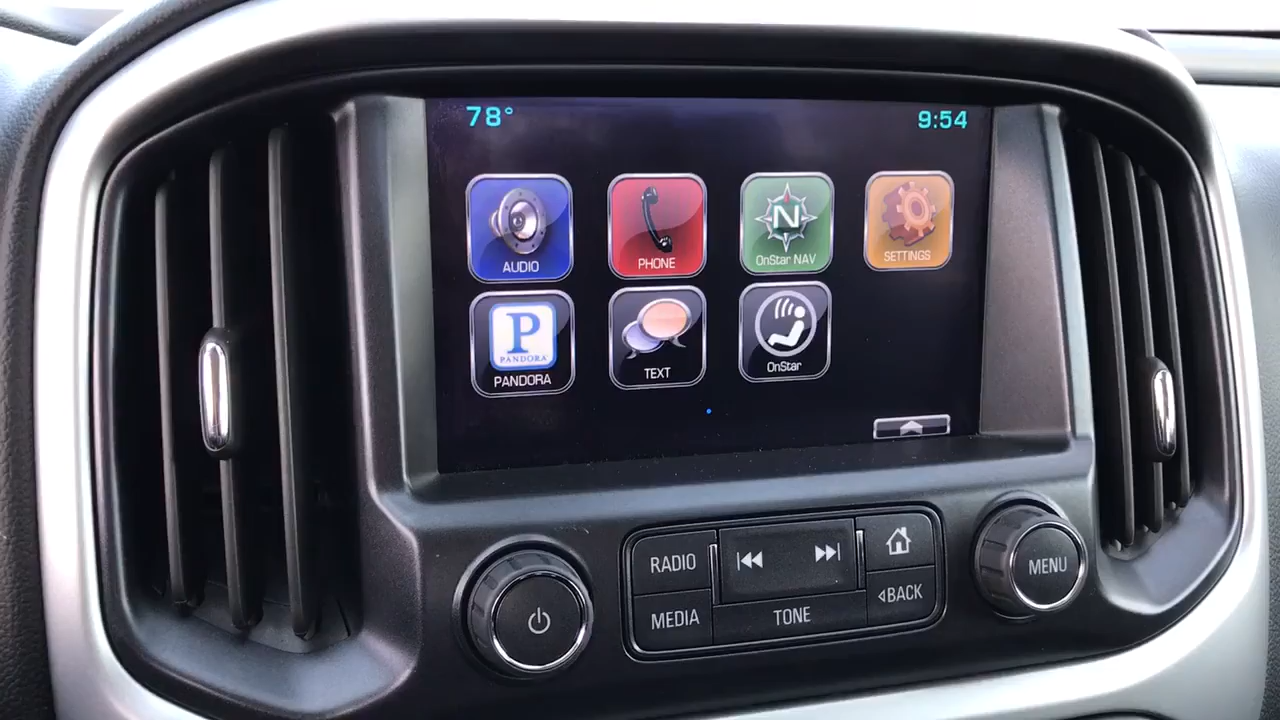 78° 9:54
AUDIO PHONE N OnStar NAV SETTINGS
P PANDORA
PANDORA TEXT OnStar
RADIO MENU
MEDIA TONE BACK